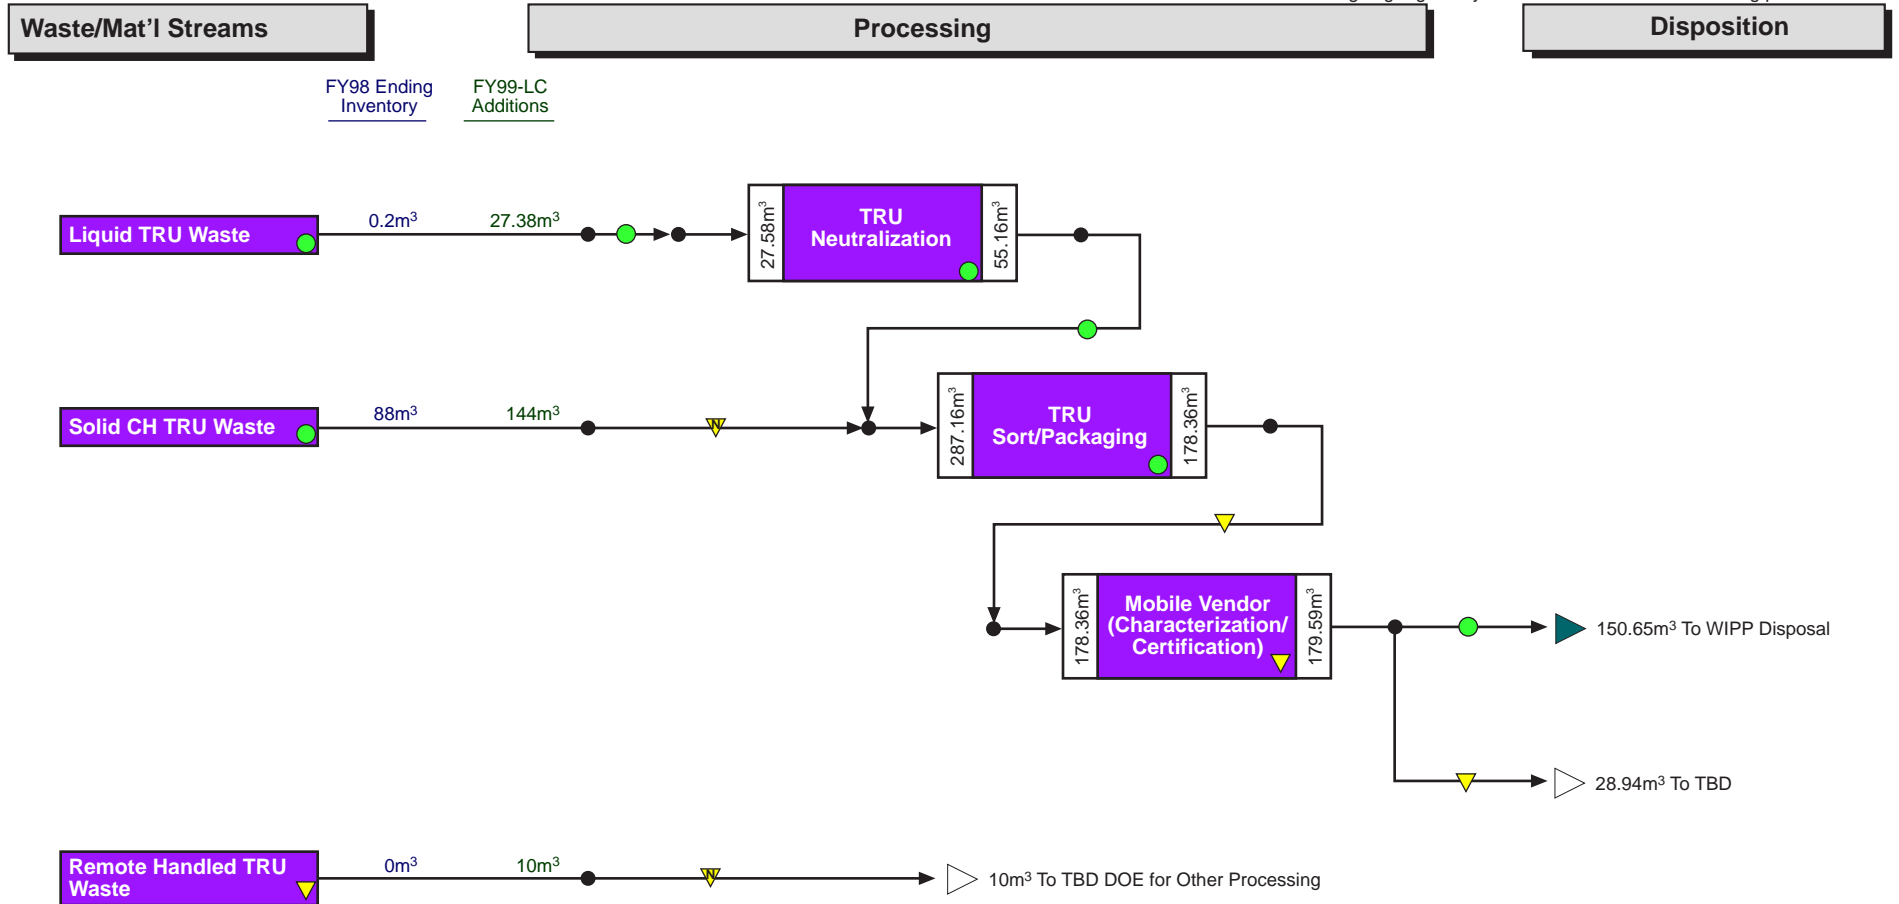 Waste/Mat'l Streams
Processing
Disposition
FY98 Ending
Inventory
FY99-LC
Additions
Liquid TRU Waste
0.2m³
27.38m³
27.58m³
TRU
Neutralization
55.16m³
Solid CH TRU Waste
88m³
144m³
N
287.16m³
TRU
Sort/Packaging
178.36m³
178.36m³
Mobile Vendor
(Characterization/
Certification)
179.59m³
150.65m³ To WIPP Disposal
28.94m³ To TBD
Remote Handled TRU
Waste
0m³
10m³
N
10m³ To TBD DOE for Other Processing